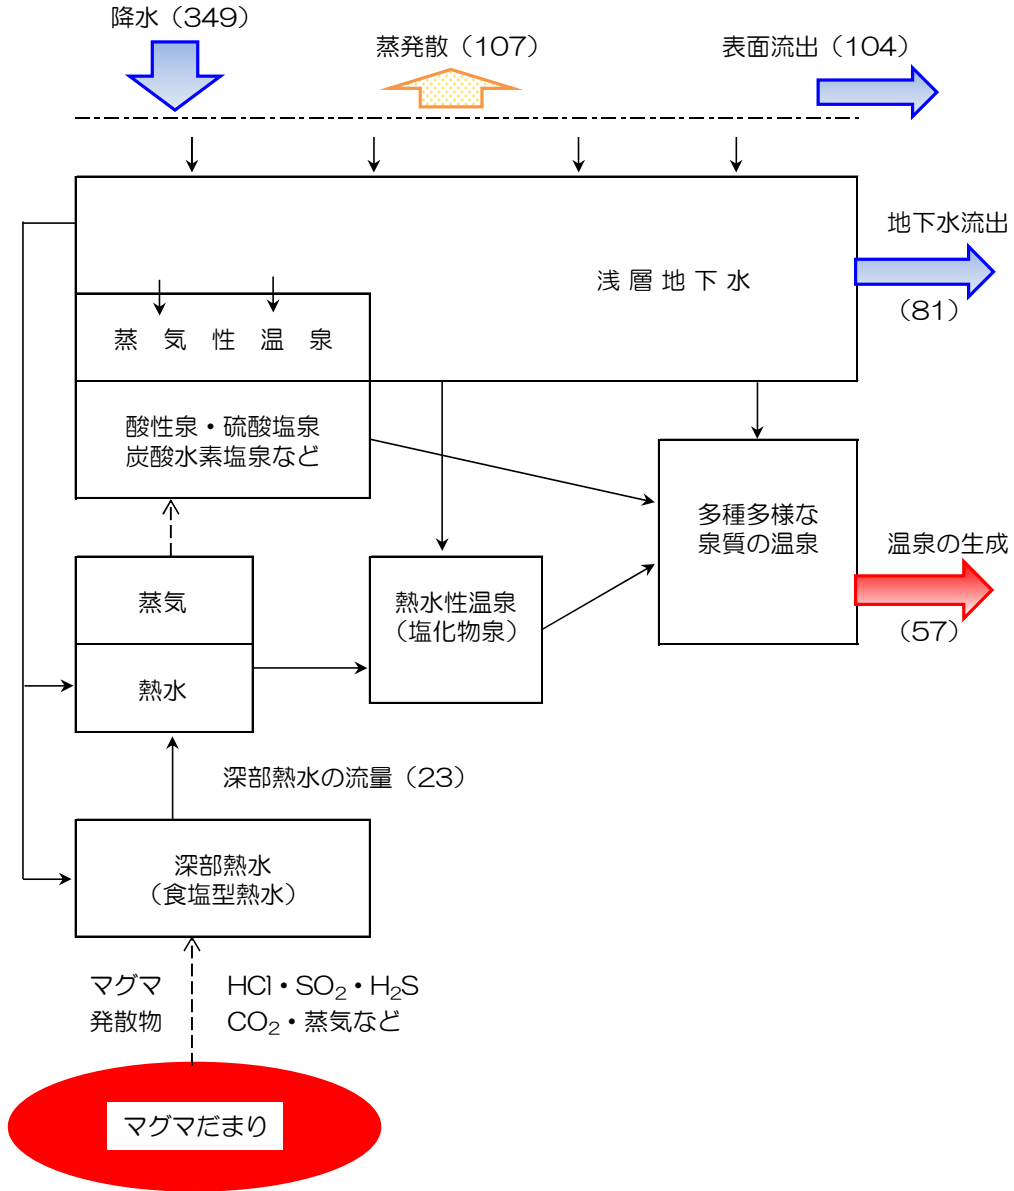 降水（349）
蒸発散（107）
表面流出（104）
地下水流出
（81）
浅層地下水
蒸気性温泉
酸性泉・硫酸塩泉
炭酸水素塩泉など
多種多様な
泉質の温泉
温泉の生成
（57）
蒸気
熱水性温泉
（塩化物泉）
熱水
深部熱水の流量（23）
深部熱水
（食塩型熱水）
マグマ
発散物
HCl・SO₂・H₂S
CO₂・蒸気など
マグマだまり